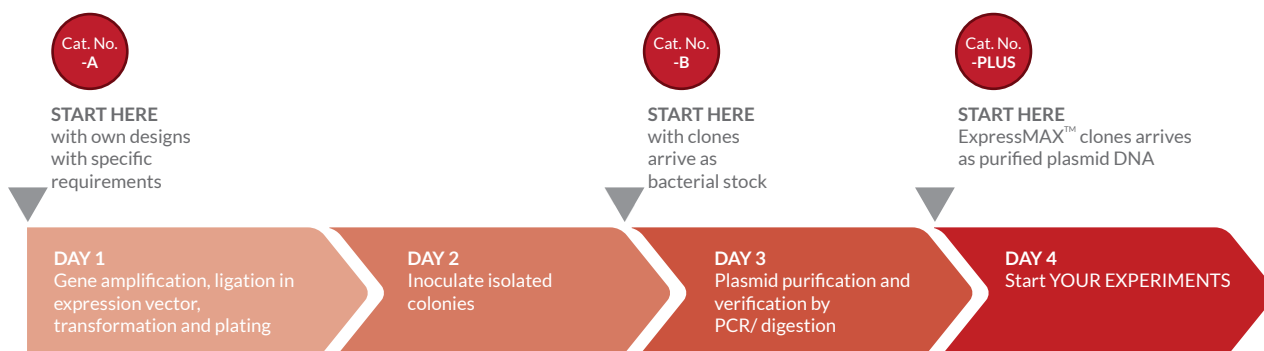 Cat. No.
-A
START HERE
with own designs
with specific
requirements
Cat. No.
-B
START HERE
with clones
arrive as
bacterial stock
Cat. No.
-PLUS
START HERE
ExpressMAX™ clones arrives
as purified plasmid DNA
DAY 1
Gene amplification, ligation in
expression vector,
transformation and plating
DAY 2
Inoculate isolated
colonies
DAY 3
Plasmid purification and
verification by
PCR/ digestion
DAY 4
Start YOUR EXPERIMENTS